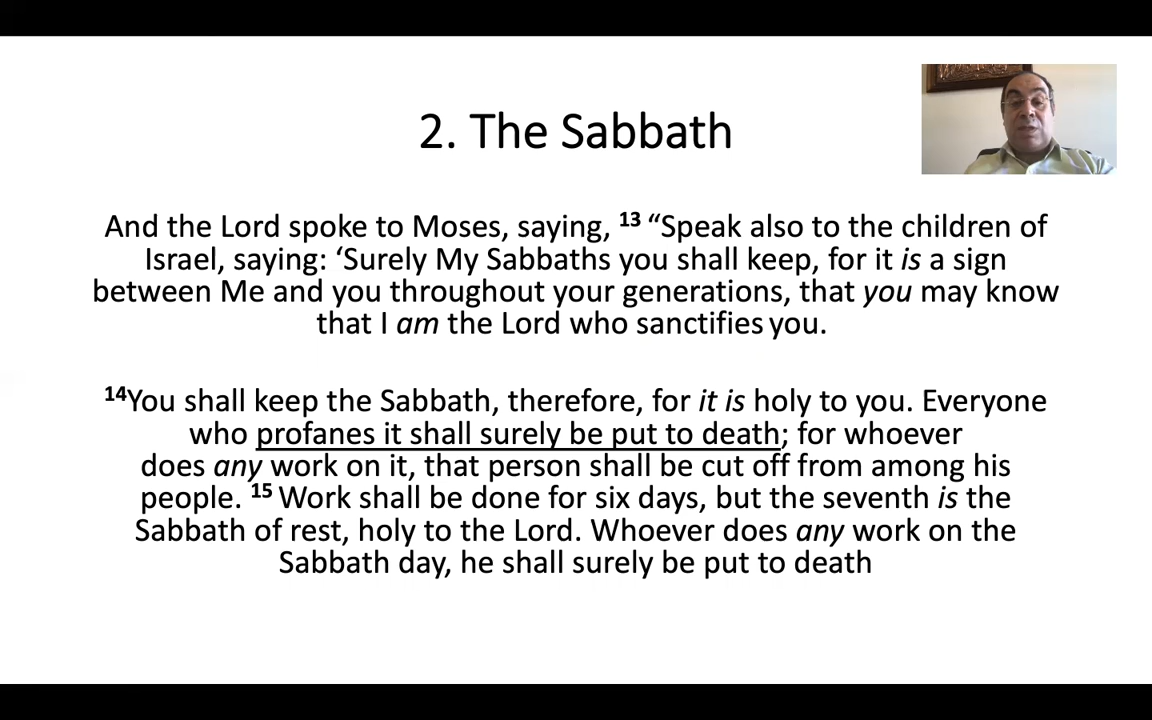 2. The Sabbath
And the Lord spoke to Moses, saying, 13 “Speak also to the children of
Israel, saying: ‘Surely My Sabbaths you shall keep, for it is a sign
between Me and you throughout your generations, that you may know
that I am the Lord who sanctifies you.
14You shall keep the Sabbath, therefore, for it is holy to you. Everyone
who profanes it shall surely be put to death; for whoever
does any work on it, that person shall be cut off from among his
people. 15 Work shall be done for six days, but the seventh is the
Sabbath of rest, holy to the Lord. Whoever does any work on the
Sabbath day, he shall surely be put to death